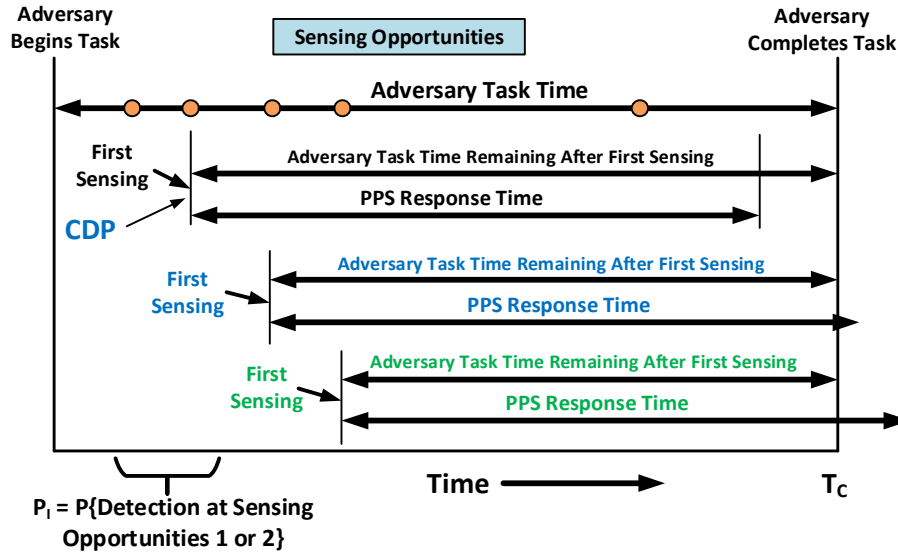 Adversary
Begins Task
Sensing Opportunities
Adversary
Completes Task
Adversary Task Time
First
Sensing
Adversary Task Time Remaining After First Sensing
PPS Response Time
CDP
First
Sensing
Adversary Task Time Remaining After First Sensing
PPS Response Time
First
Sensing
Adversary Task Time Remaining After First Sensing
PPS Response Time
Time
T_C
P_I = P{Detection at Sensing
Opportunities 1 or 2}